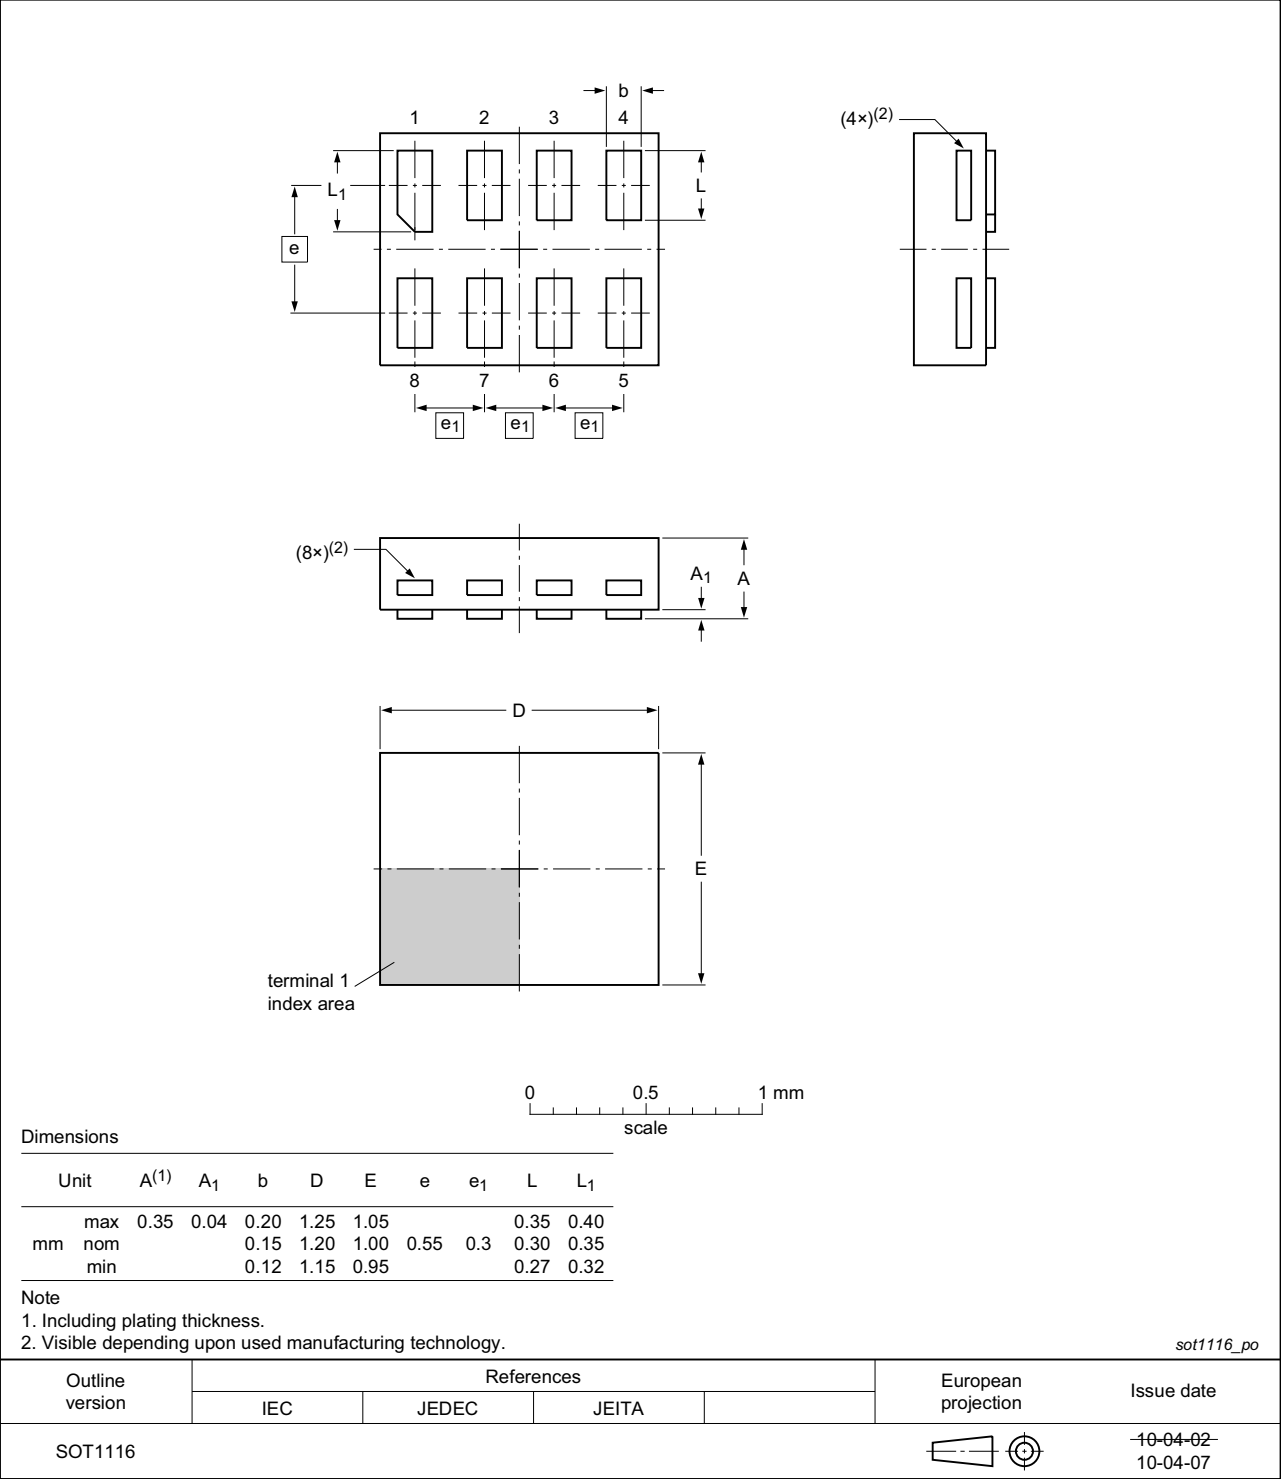 b
1 2 3 4
(4×)(2)
L1
L
e
8 7 6 5
e1 e1 e1
(8×)(2)
A1 A
D
E
terminal 1
index area
0 0.5 1 mm
scale
Dimensions
Unit A(1) A1 b D E e e1 L L1
max 0.35 0.04 0.20 1.25 1.05 0.35 0.40
mm nom 0.15 1.20 1.00 0.55 0.3 0.30 0.35
min 0.12 1.15 0.95 0.27 0.32
Note
1. Including plating thickness.
2. Visible depending upon used manufacturing technology.
sot1116_po
Outline
version
References
IEC JEDEC JEITA
European
projection
Issue date
SOT1116
10-04-02
10-04-07